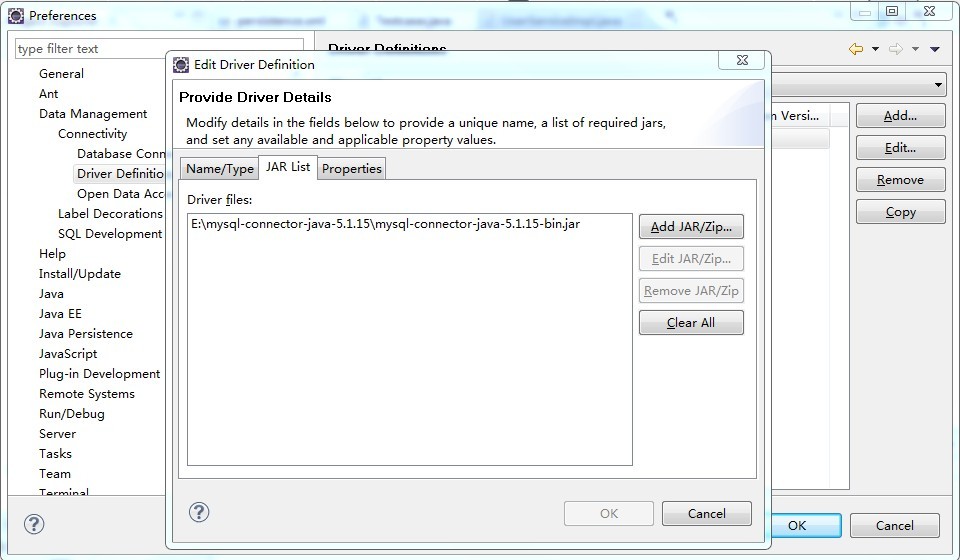 Preferences
type filter text
General
Ant
Data Management
Connectivity
Database Conn
Driver Definitio
Open Data Acc
Label Decorations
SQL Development
Help
Install/Update
Java
Java EE
Java Persistence
JavaScript
Plug-in Development
Remote Systems
Run/Debug
Server
Tasks
Team
Terminal
Driver Definitions
n Versi...
Add...
Edit...
Remove
Copy
OK
Cancel
Edit Driver Definition
Provide Driver Details
Modify details in the fields below to provide a unique name, a list of required jars,
and set any available and applicable property values.
Name/Type JAR List Properties
Driver files:
E:\mysql-connector-java-5.1.15\mysql-connector-java-5.1.15-bin.jar
Add JAR/Zip...
Edit JAR/Zip...
Remove JAR/Zip
Clear All
OK
Cancel